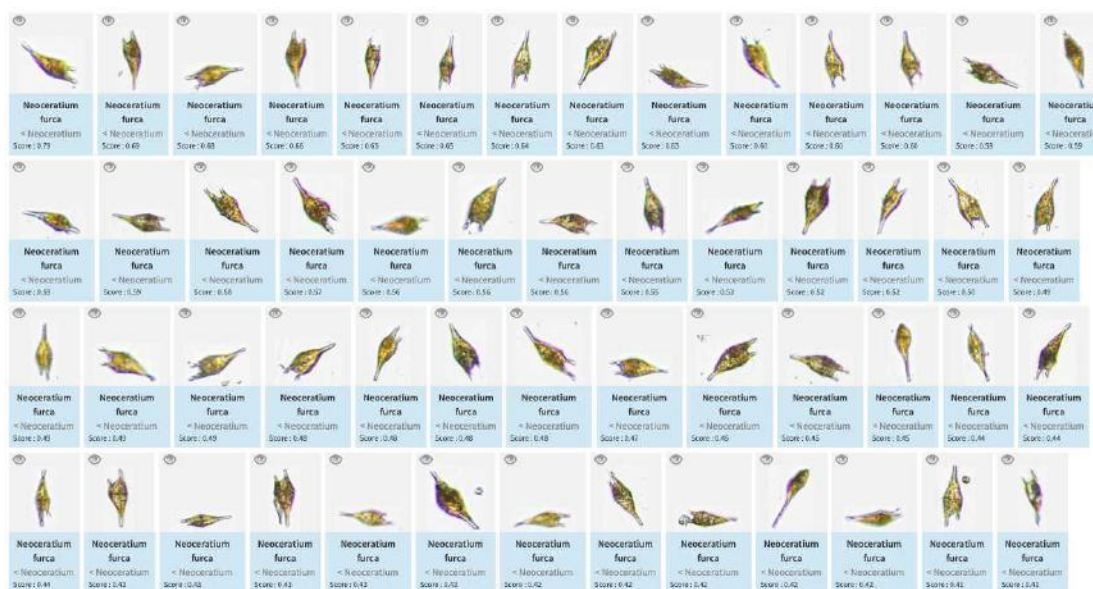 Neoceratium Neoceratium Neoceratium Neoceratium Neoceratium Neoceratium Neoceratium Neoceratium Neoceratium Neoceratium Neoceratium Neoceratium Neoceratium Neoceratiu
furca furca furca furca furca furca furca furca furca furca furca furca furca furca
< Neoceratium < Neoceratium < Neoceratium < Neoceratium < Neoceratium < Neoceratium < Neoceratium < Neoceratium < Neoceratium < Neoceratium < Neoceratium < Neoceratium < Neoceratium < Neoceratiu
Score : Score : 0.69 Score : 0.68 Score : 0.66 Score : 0.65 Score : 0.65 Score : 0.64 Score : 0.63 Score : 0.63 Score : 0.60 Score : 0.60 Score : 0.60 Score : 0.59 Score : 0.59
Neoceratium Neoceratium Neoceratium Neoceratium Neoceratium Neoceratium Neoceratium Neoceratium Neoceratium Neoceratium Neoceratium Neoceratium Neoceratium
furca furca furca furca furca furca furca furca furca furca furca furca furca
< Neoceratium < Neoceratium < Neoceratium < Neoceratium < Neoceratium < Neoceratium < Neoceratium < Neoceratium < Neoceratium < Neoceratium < Neoceratium < Neoceratium < Neoceratium
Score : 0.59 Score : 0.59 Score : 0.58 Score : 0.57 Score : 0.56 Score : 0.56 Score : 0.56 Score : 0.55 Score : 0.53 Score : 0.52 Score : 0.52 Score : 0.50 Score : 0.49
Neoceratium Neoceratium Neoceratium Neoceratium Neoceratium Neoceratium Neoceratium Neoceratium Neoceratium Neoceratium Neoceratium Neoceratium Neoceratium
furca furca furca furca furca furca furca furca furca furca furca furca furca
< Neoceratium < Neoceratium < Neoceratium < Neoceratium < Neoceratium < Neoceratium < Neoceratium < Neoceratium < Neoceratium < Neoceratium < Neoceratium < Neoceratium < Neoceratium
Score : 0.49 Score : 0.49 Score : 0.49 Score : 0.48 Score : 0.48 Score : 0.48 Score : 0.48 Score : 0.47 Score : 0.46 Score : 0.45 Score : 0.45 Score : 0.44 Score : 0.44
Neoceratium Neoceratium Neoceratium Neoceratium Neoceratium Neoceratium Neoceratium Neoceratium Neoceratium Neoceratium Neoceratium Neoceratium Neoceratium
furca furca furca furca furca furca furca furca furca furca furca furca furca
< Neoceratium < Neoceratium < Neoceratium < Neoceratium < Neoceratium < Neoceratium < Neoceratium < Neoceratium < Neoceratium < Neoceratium < Neoceratium < Neoceratium < Neoceratium
Score : 0.44 Score : 0.43 Score : 0.43 Score : 0.43 Score : 0.43 Score : 0.42 Score : 0.42 Score : 0.42 Score : 0.42 Score : 0.42 Score : 0.42 Score : 0.41 Score : 0.41